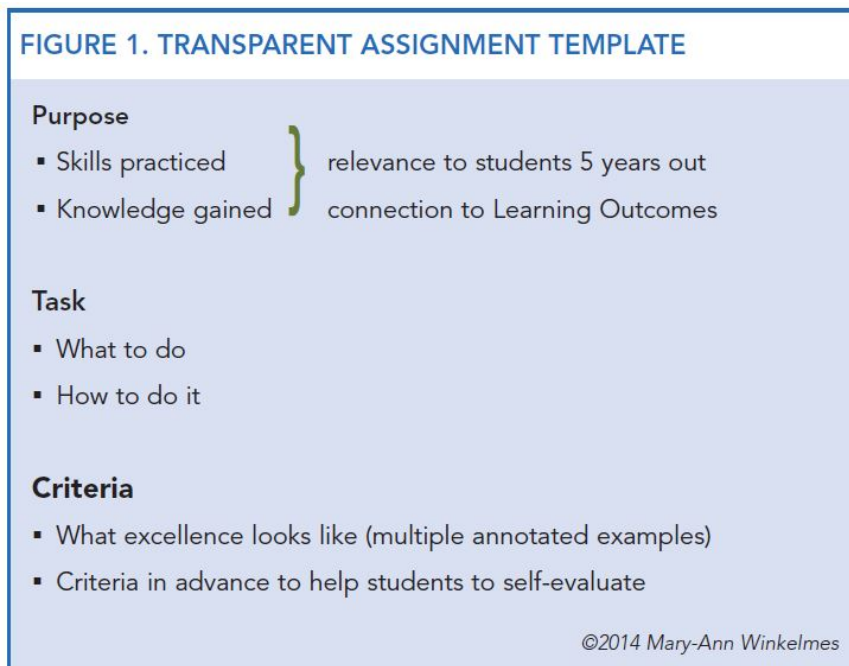 FIGURE 1. TRANSPARENT ASSIGNMENT TEMPLATE
Purpose
▪ Skills practiced } relevance to students 5 years out
▪ Knowledge gained connection to Learning Outcomes
Task
▪ What to do
▪ How to do it
Criteria
▪ What excellence looks like (multiple annotated examples)
▪ Criteria in advance to help students to self-evaluate
©2014 Mary-Ann Winkelmes